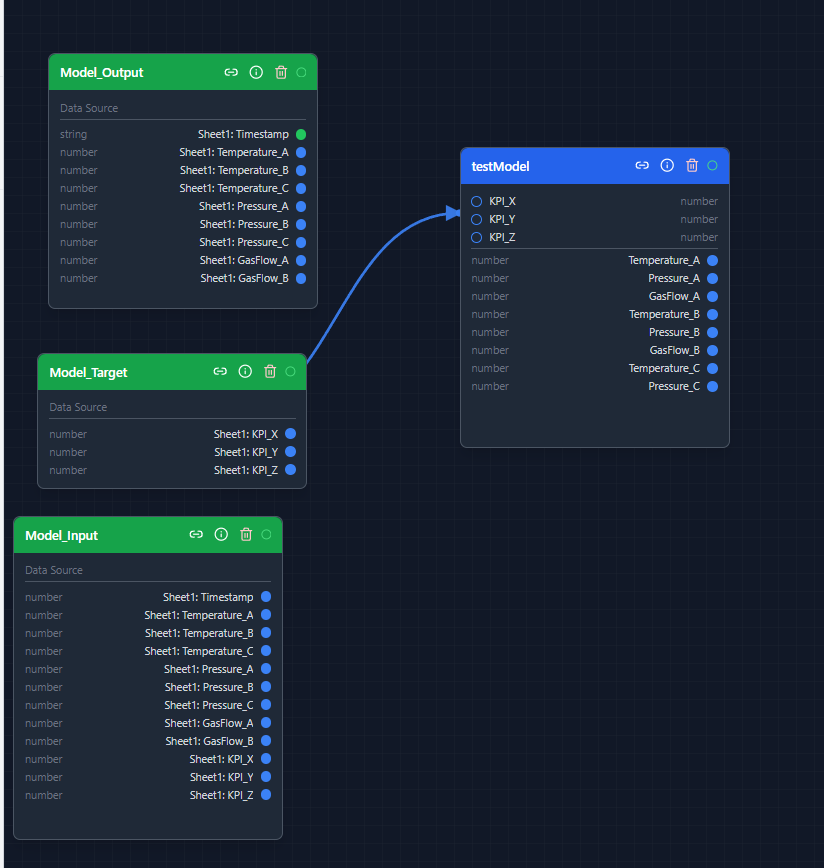 Model_Output
Data Source
string Sheet1: Timestamp
number Sheet1: Temperature_A
number Sheet1: Temperature_B
number Sheet1: Temperature_C
number Sheet1: Pressure_A
number Sheet1: Pressure_B
number Sheet1: Pressure_C
number Sheet1: GasFlow_A
number Sheet1: GasFlow_B
testModel
KPI_X number
KPI_Y number
KPI_Z number
number Temperature_A
number Pressure_A
number GasFlow_A
number Temperature_B
number Pressure_B
number GasFlow_B
number Temperature_C
number Pressure_C
Model_Target
Data Source
number Sheet1: KPI_X
number Sheet1: KPI_Y
number Sheet1: KPI_Z
Model_Input
Data Source
number Sheet1: Timestamp
number Sheet1: Temperature_A
number Sheet1: Temperature_B
number Sheet1: Temperature_C
number Sheet1: Pressure_A
number Sheet1: Pressure_B
number Sheet1: Pressure_C
number Sheet1: GasFlow_A
number Sheet1: GasFlow_B
number Sheet1: KPI_X
number Sheet1: KPI_Y
number Sheet1: KPI_Z